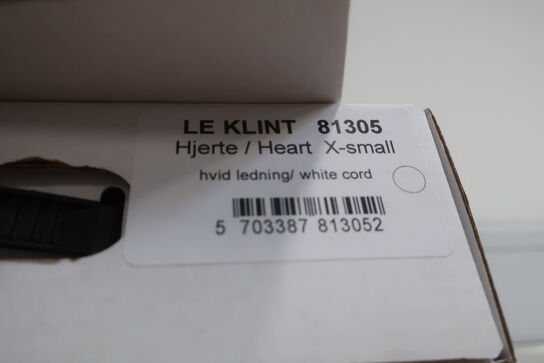 LE KLINT 81305
Hjerte / Heart X-small
hvid ledning/ white cord
5 703387 813052